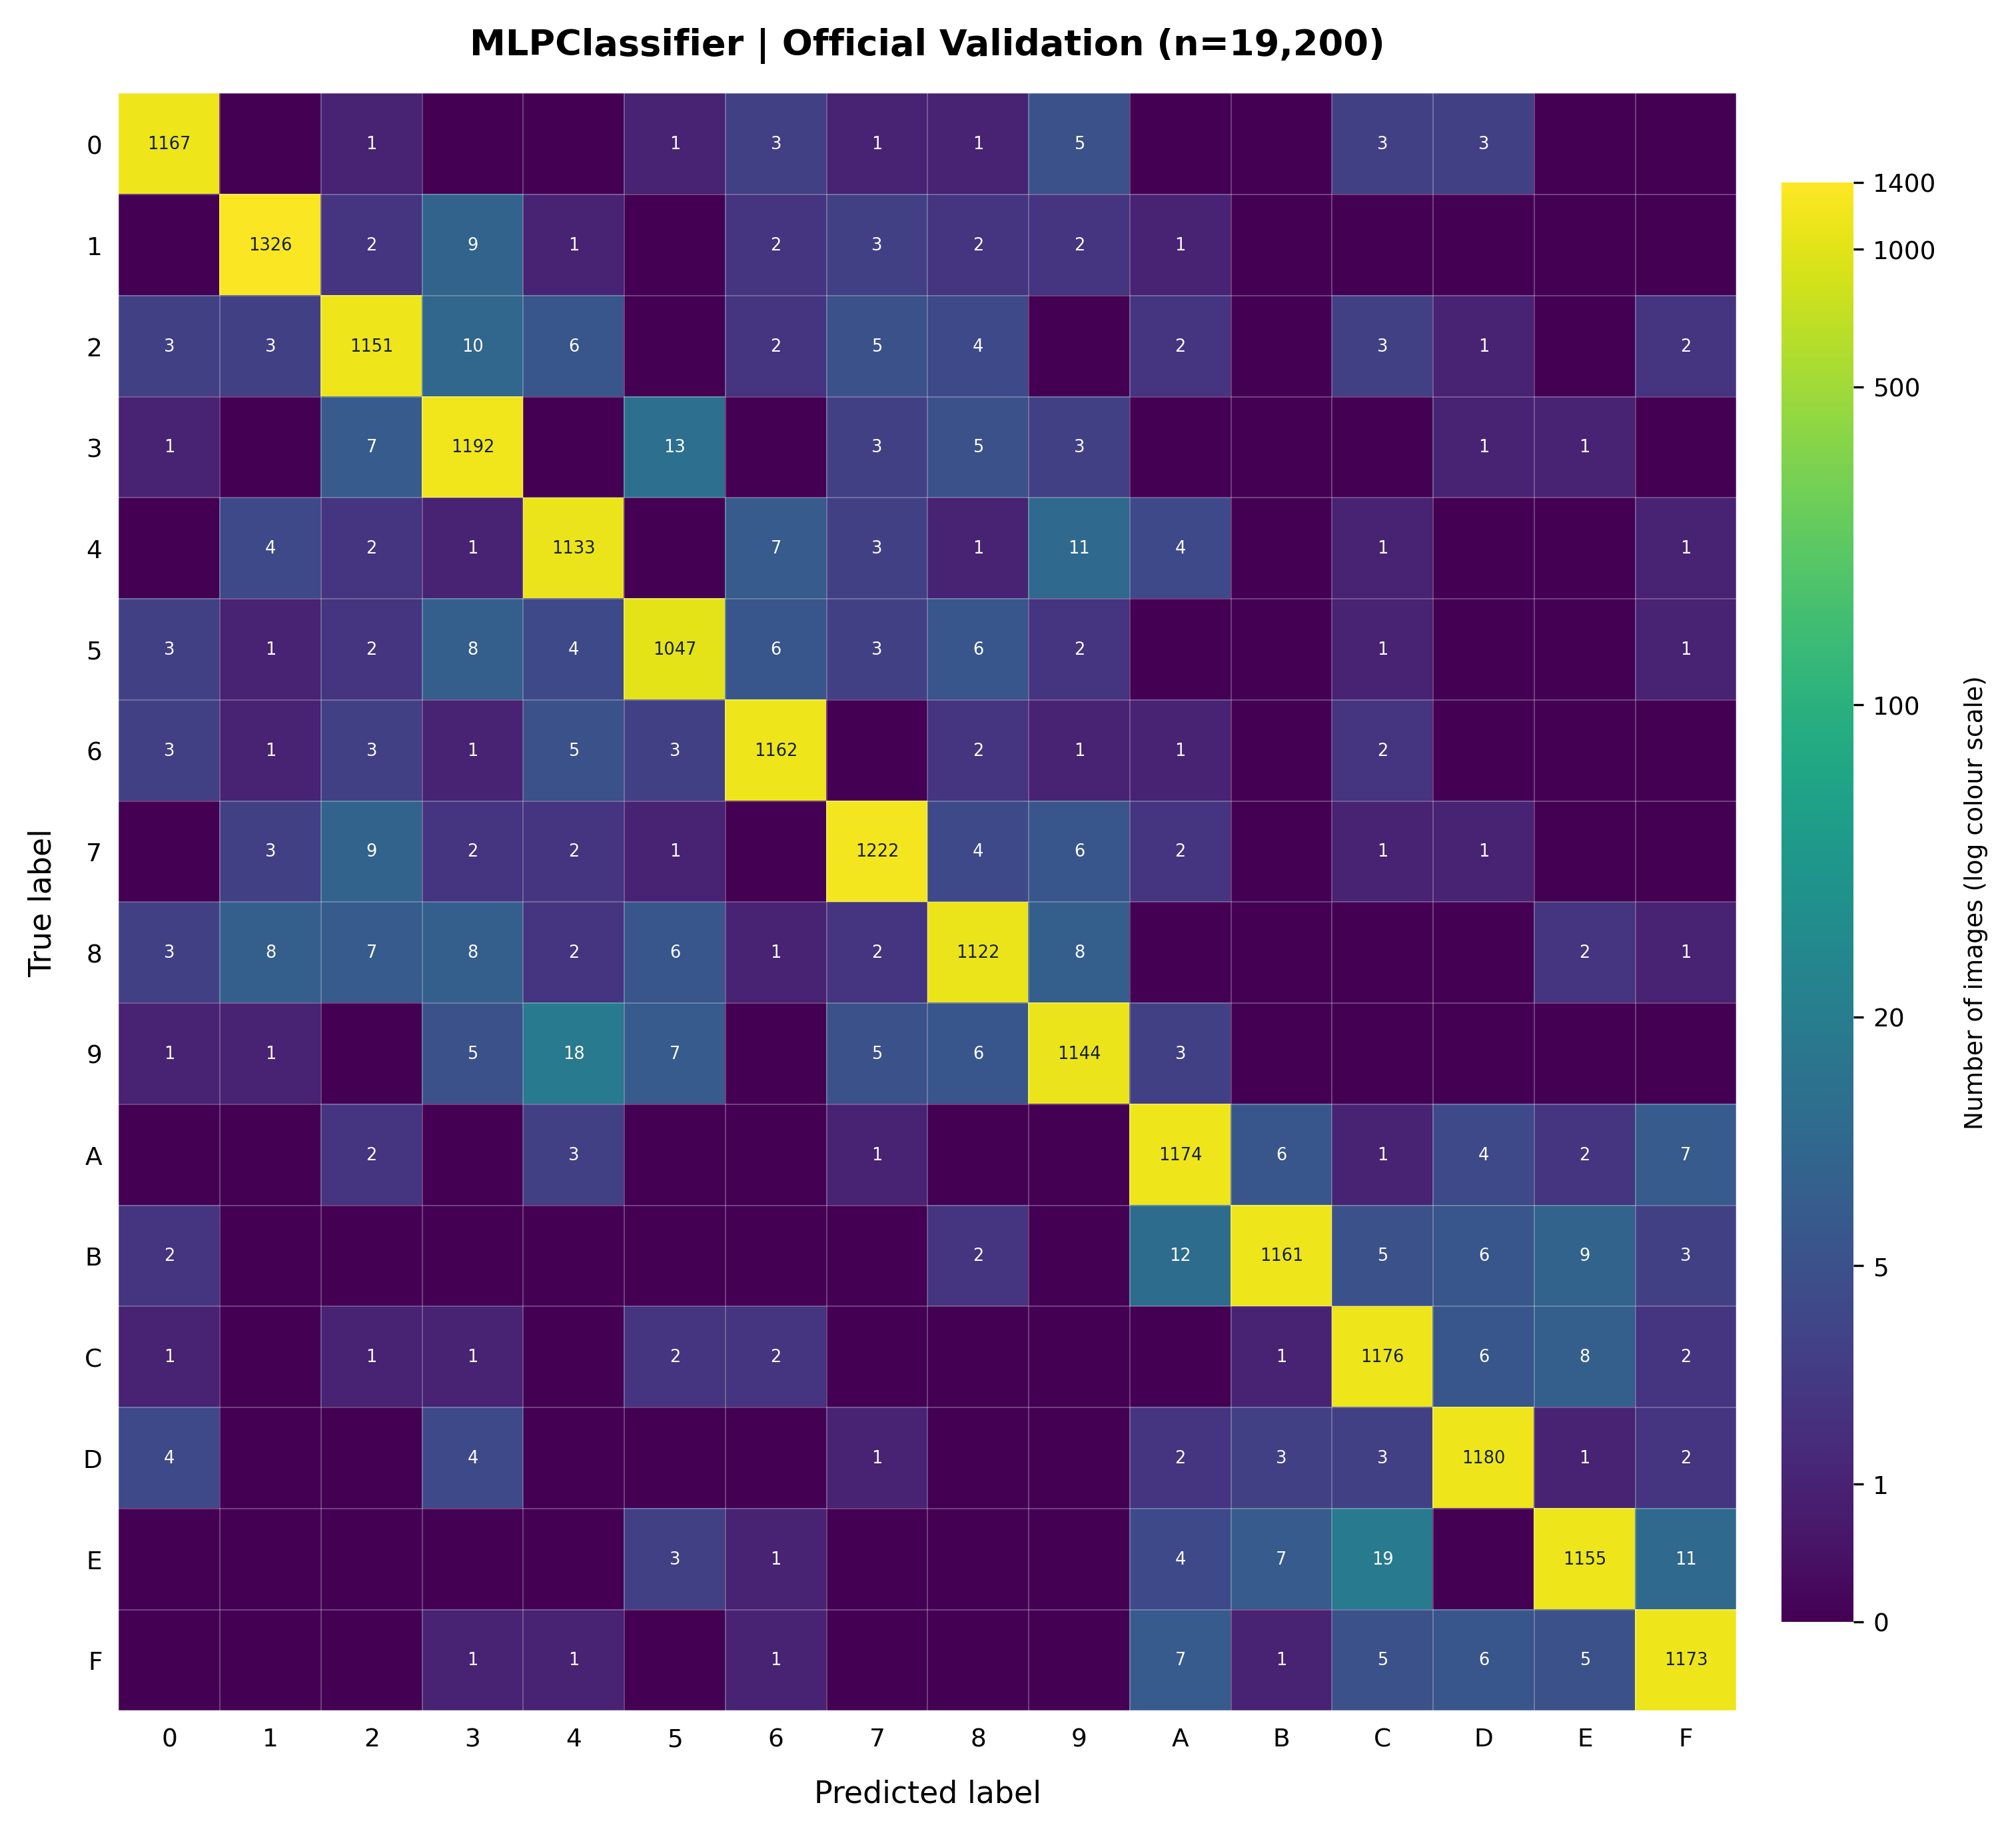 MLPClassifier | Official Validation (n=19,200)
0 1167 1 1 3 1 1 5 3 3
1 1326 2 9 1 2 3 2 2 1
2 3 3 1151 10 6 2 5 4 2 3 1 2
3 1 7 1192 13 3 5 3 1 1
4 4 2 1 1133 7 3 1 11 4 1 1
5 3 1 2 8 4 1047 6 3 6 2 1 1
6 3 1 3 1 5 3 1162 2 1 1 2
7 3 9 2 2 1 1222 4 6 2 1 1
8 3 8 7 8 2 6 1 2 1122 8 2 1
9 1 1 5 18 7 5 6 1144 3
A 2 3 1 1174 6 1 4 2 7
B 2 2 12 1161 5 6 9 3
C 1 1 1 2 2 1 1176 6 8 2
D 4 4 1 2 3 3 1180 1 2
E 3 1 4 7 19 1155 11
F 1 1 1 7 1 5 6 5 1173
0 1 2 3 4 5 6 7 8 9 A B C D E F
Predicted label
True label
1400
1000
500
100
20
5
1
0
Number of images (log colour scale)